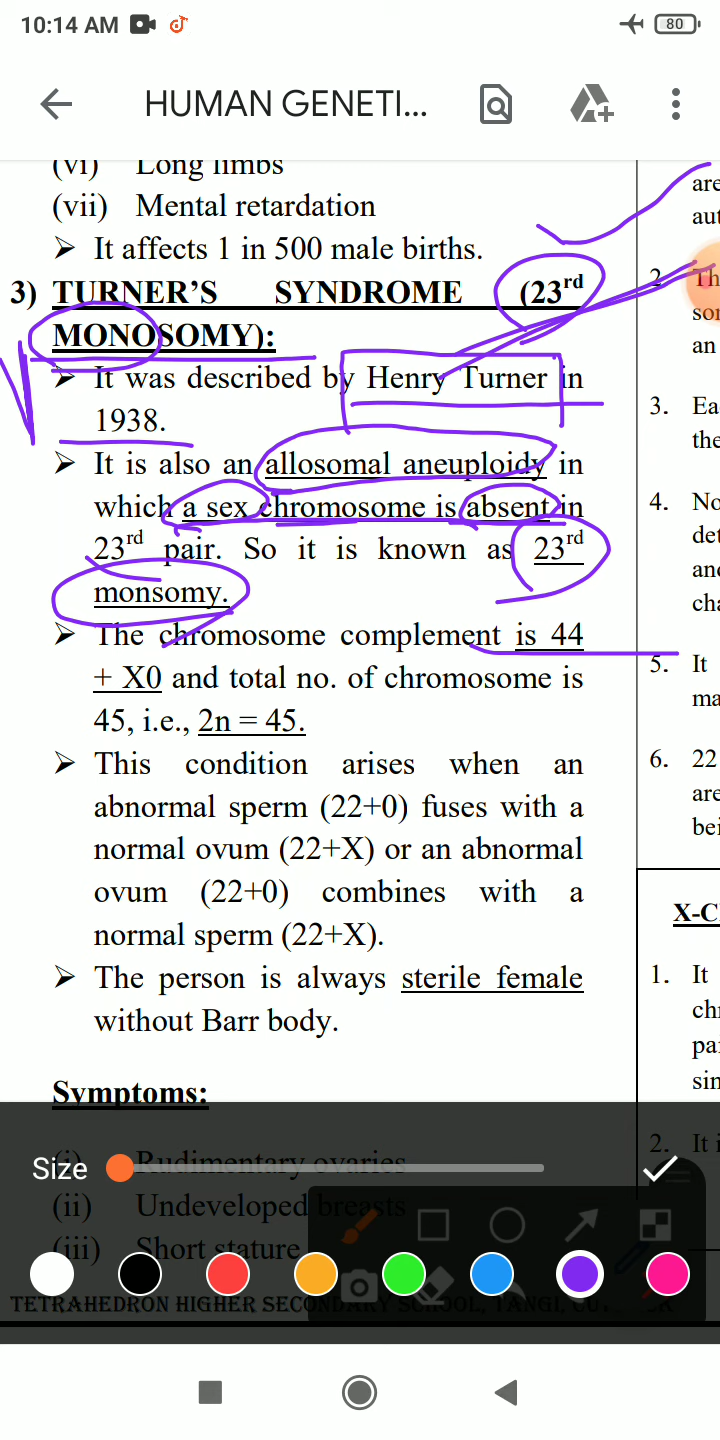 10:14 AM
80
HUMAN GENETI...
(vi) Long limbs
(vii) Mental retardation
➢ It affects 1 in 500 male births.
3) TURNER'S SYNDROME (23rd
MONOSOMY):
➢ It was described by Henry Turner in
1938.
➢ It is also an allosomal aneuploidy in
which a sex chromosome is absent in
23rd pair. So it is known as 23rd
monsomy.
➢ The chromosome complement is 44
+ X0 and total no. of chromosome is
45, i.e., 2n = 45.
➢ This condition arises when an
abnormal sperm (22+0) fuses with a
normal ovum (22+X) or an abnormal
ovum (22+0) combines with a
normal sperm (22+X).
➢ The person is always sterile female
without Barr body.
Symptoms:
(i) Rudimentary ovaries
(ii) Undeveloped breasts
(iii) Short stature
TETRAHEDRON HIGHER SECONDARY SCHOOL, TANGI,
Size
are
aut
2. Th
sor
an
3. Ea
the
4. No
det
and
cha
5. It
ma
6. 22
are
bei
X-C
1. It
chr
pai
sin
2. It i